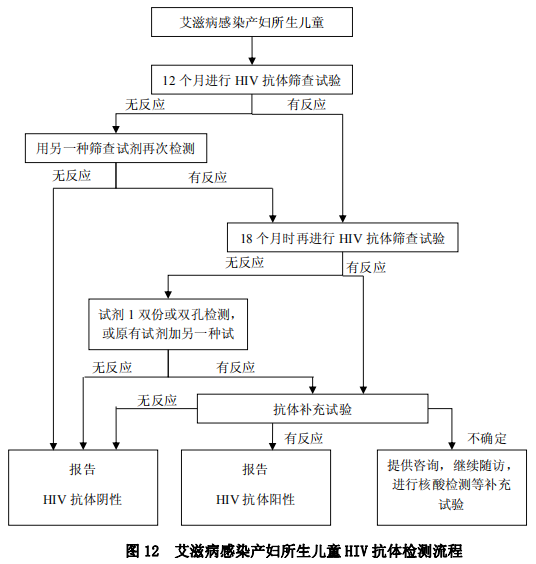 艾滋病感染产妇所生儿童
12 个月进行 HIV 抗体筛查试验
无反应
有反应
用另一种筛查试剂再次检测
无反应
有反应
18 个月时再进行 HIV 抗体筛查试验
无反应
有反应
试剂 1 双份或双孔检测，
或原有试剂加另一种试
无反应
有反应
抗体补充试验
无反应
有反应
不确定
报告
HIV 抗体阴性
报告
HIV 抗体阳性
提供咨询，继续随访，
进行核酸检测等补充
试验
图 12 艾滋病感染产妇所生儿童 HIV 抗体检测流程